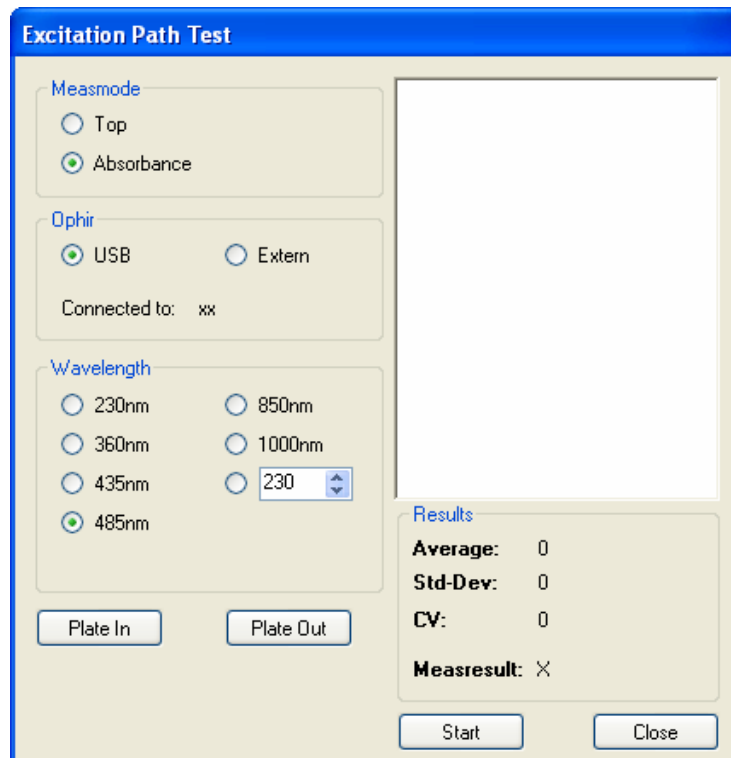 Excitation Path Test
Measmode
Top
Absorbance
Ophir
USB Extern
Connected to: xx
Wavelength
230nm 850nm
360nm 1000nm
435nm 230
485nm
Plate In Plate Out
Results
Average: 0
Std-Dev: 0
CV: 0
Measresult: X
Start Close